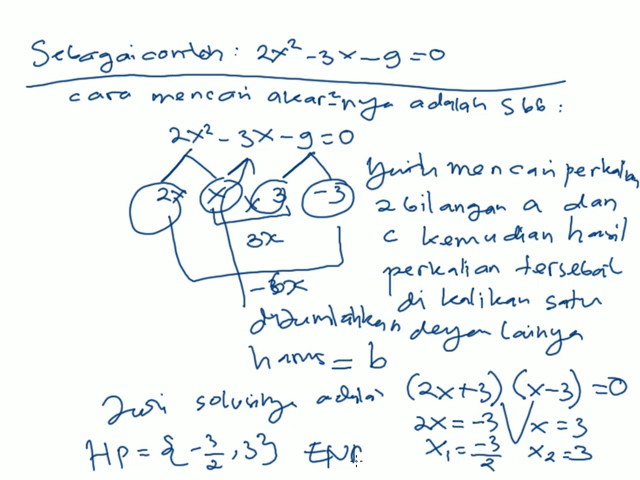 Sebagai contoh : 2x² - 3x - 9 = 0
cara mencari akar²nya adalah sbb :
2x² - 3x - 9 = 0
2x x x 3 -3
3x
-6x
Yaitu mencari perkalian
2 bilangan a dan
c kemudian hasil
perkalian tersebut
di kalikan satu
dengan lainya
dijumlahkan
harus = b
Jadi solusinya adalah (2x+3) (x-3) = 0
2x = -3 V x = 3
x₁ = -3/2 x₂ = 3
HP = {-3/2, 3} END